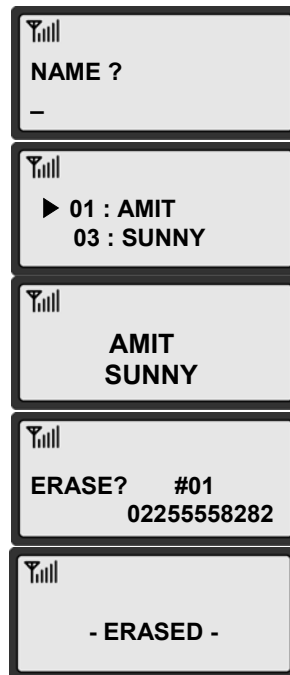 NAME ?
_
▶ 01 : AMIT
03 : SUNNY
AMIT
SUNNY
ERASE? #01
02255558282
- ERASED -